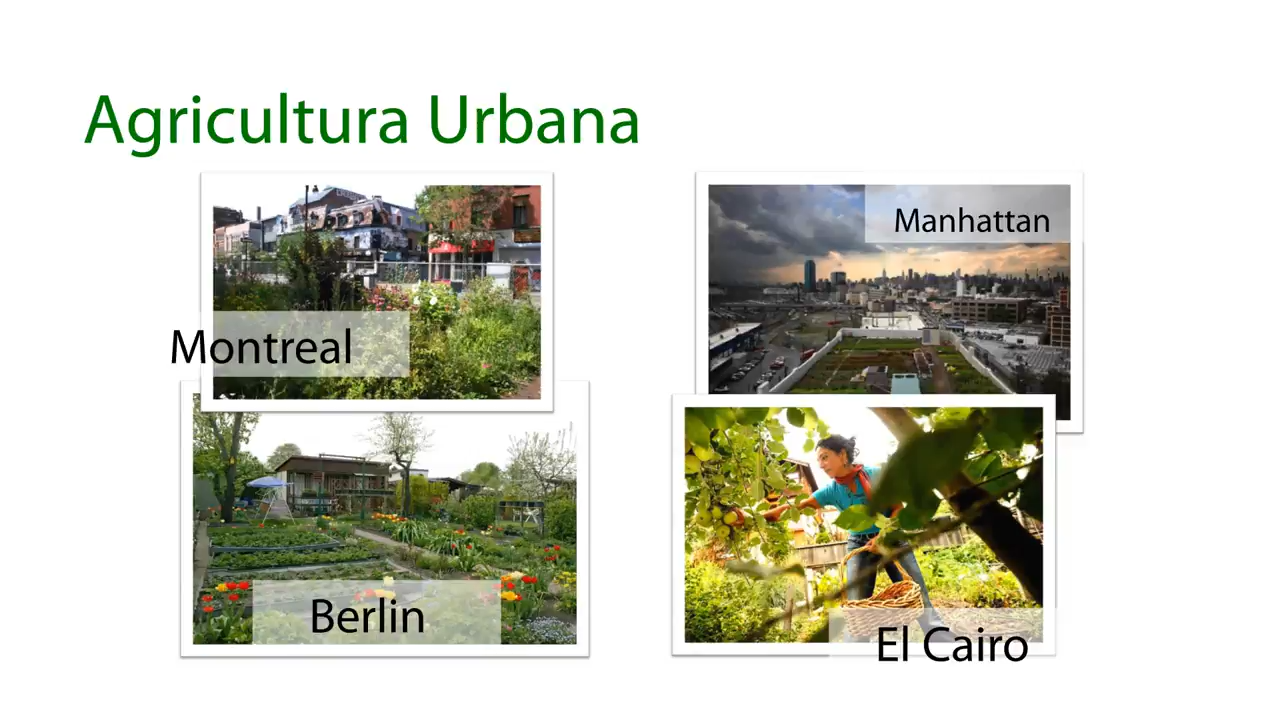 Agricultura Urbana
Montreal
Manhattan
Berlin
El Cairo